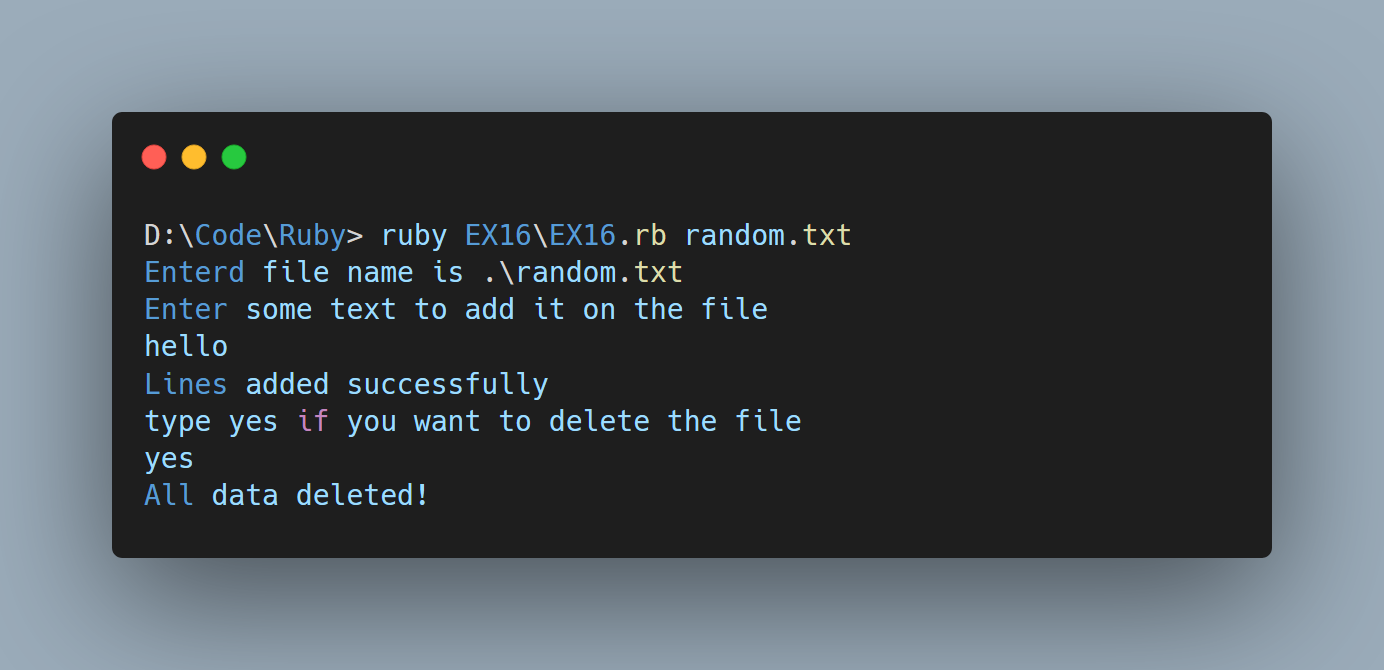 D:\Code\Ruby> ruby EX16\EX16.rb random.txt
Enterd file name is .\random.txt
Enter some text to add it on the file
hello
Lines added successfully
type yes if you want to delete the file
yes
All data deleted!